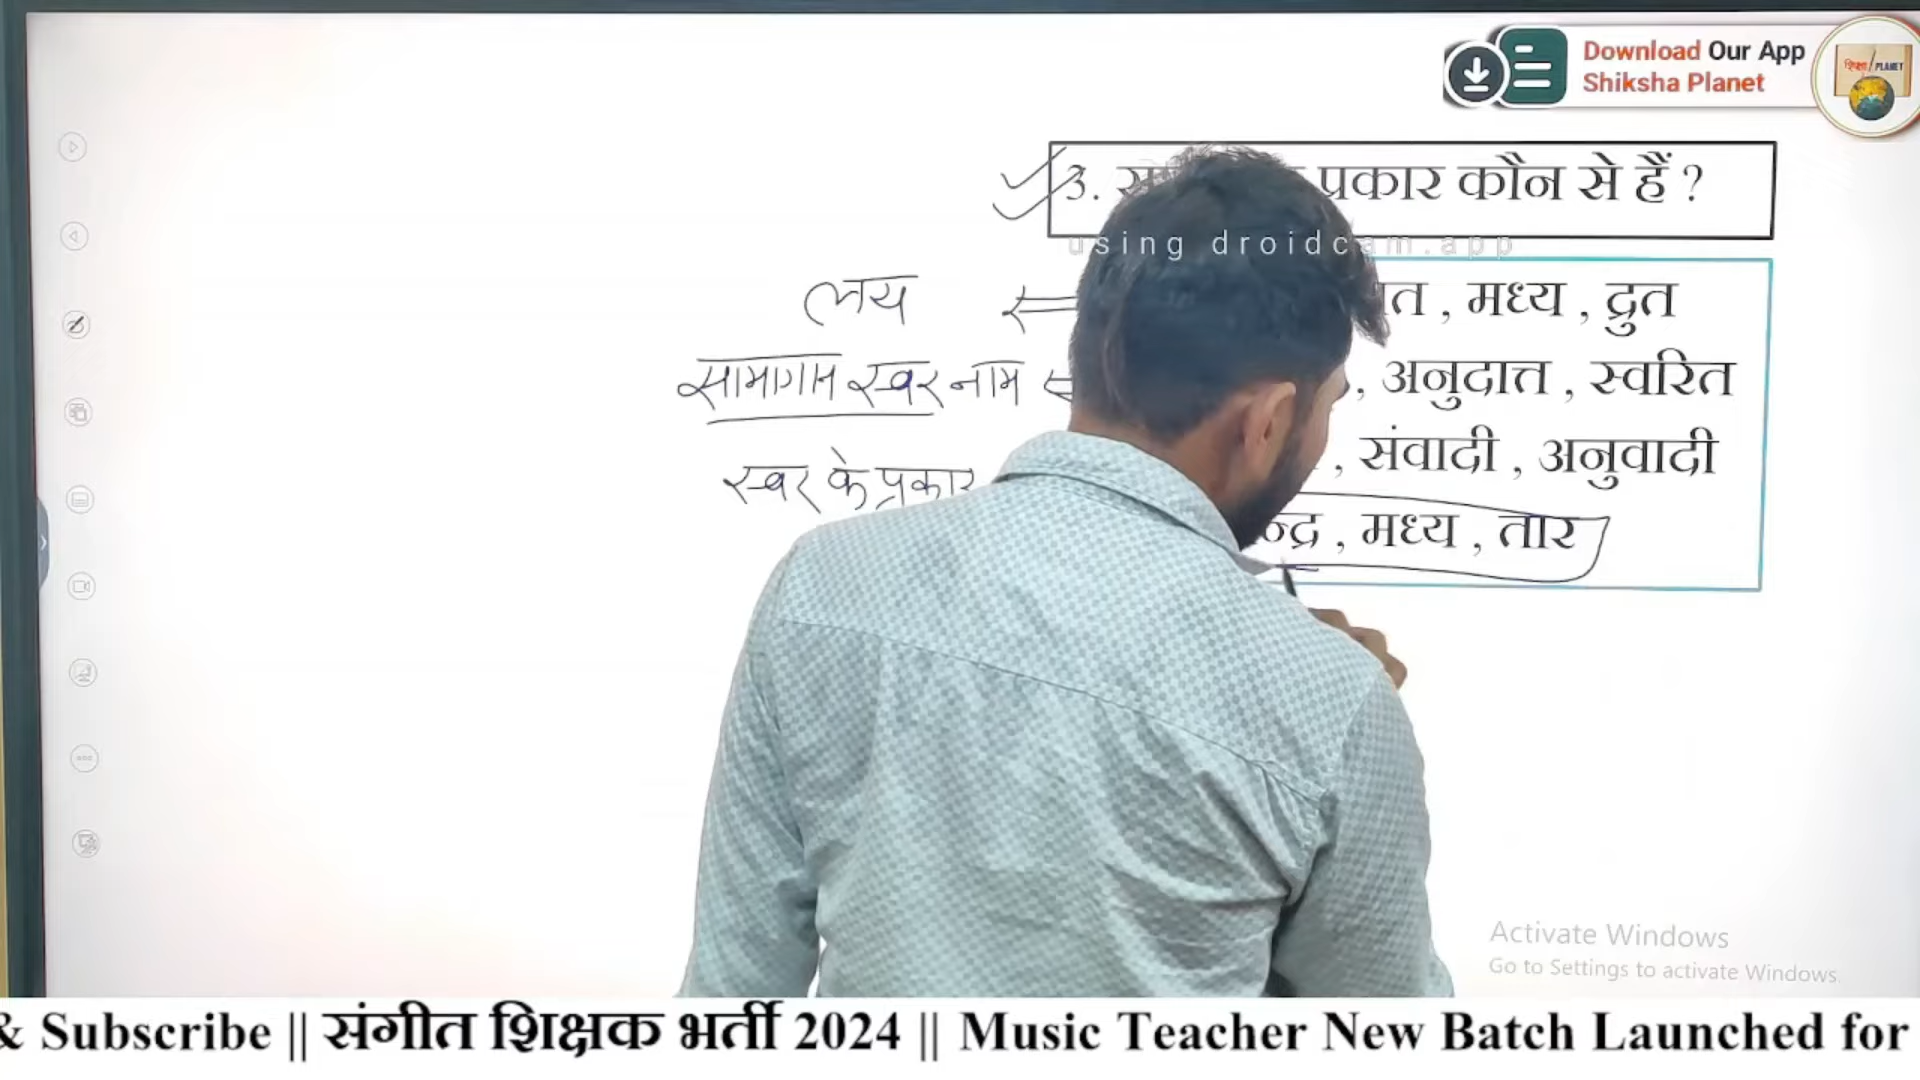 Download Our App
Shiksha Planet
PLANET
3. प्रकार कौन से हैं ?
using droidcam.app
लय
, मध्य , द्रुत
सामगान स्वर नाम
, अनुदात्त , स्वरित
, संवादी , अनुवादी
स्वर के प्रकार
, मध्य , तार
Activate Windows
Go to Settings to activate Windows.
& Subscribe || संगीत शिक्षक भर्ती 2024 || Music Teacher New Batch Launched for